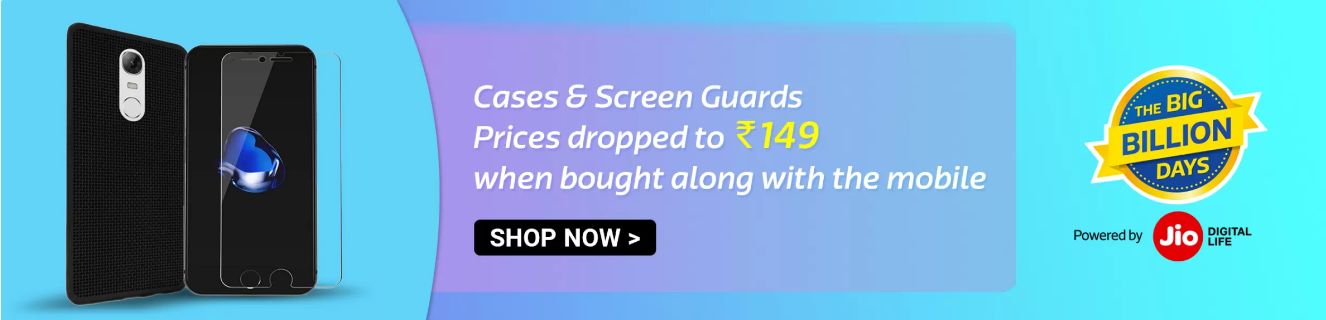 Cases & Screen Guards
Prices dropped to ₹149
when bought along with the mobile
SHOP NOW >
THE BIG
BILLION
DAYS
Powered by Jio DIGITAL
LIFE